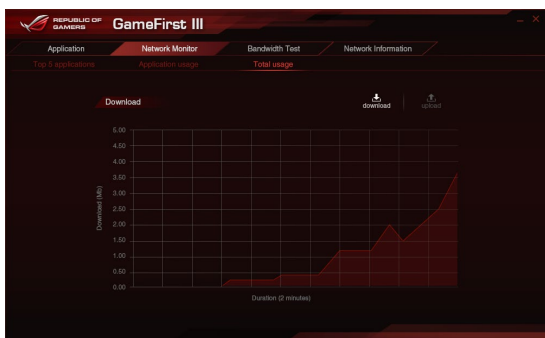 REPUBLIC OF
GAMERS
GameFirst III
Application
Network Monitor
Bandwidth Test
Network Information
Top 5 applications
Application usage
Total usage
Download
download
upload
5.00
4.50
4.00
3.50
3.00
2.50
2.00
1.50
1.00
0.50
0.00
Download (Mb)
Duration (2 minutes)